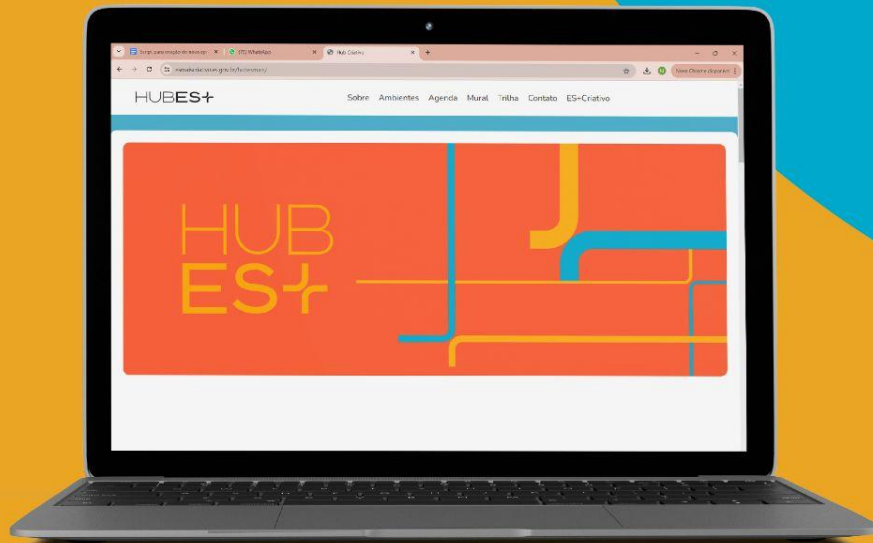 WhatsApp
Hub Criativo
HUBES+
Sobre Ambientes Agenda Mural Trilha Contato ES+Criativo
HUB
ES+